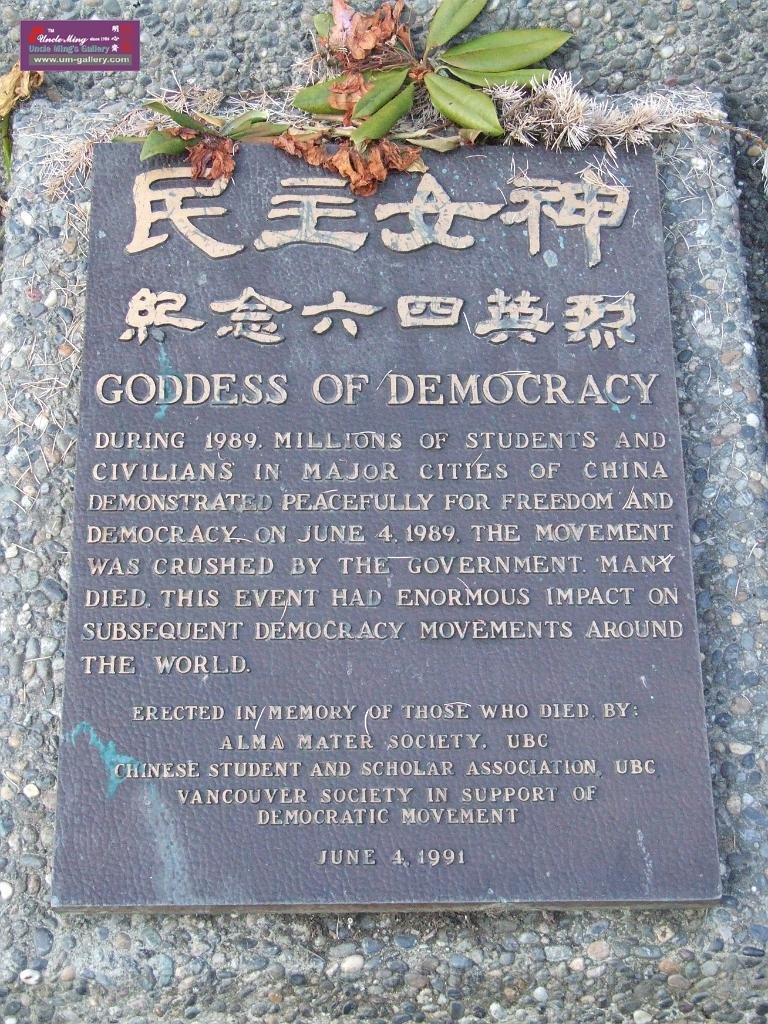 Uncle Ming since 1986
Uncle Ming's Gallery
www.um-gallery.com
民主女神
紀念六四英烈
GODDESS OF DEMOCRACY
DURING 1989, MILLIONS OF STUDENTS AND
CIVILIANS IN MAJOR CITIES OF CHINA
DEMONSTRATED PEACEFULLY FOR FREEDOM AND
DEMOCRACY. ON JUNE 4, 1989, THE MOVEMENT
WAS CRUSHED BY THE GOVERNMENT. MANY
DIED. THIS EVENT HAD ENORMOUS IMPACT ON
SUBSEQUENT DEMOCRACY MOVEMENTS AROUND
THE WORLD.
ERECTED IN MEMORY OF THOSE WHO DIED, BY:
ALMA MATER SOCIETY, UBC
CHINESE STUDENT AND SCHOLAR ASSOCIATION, UBC
VANCOUVER SOCIETY IN SUPPORT OF
DEMOCRATIC MOVEMENT
JUNE 4, 1991